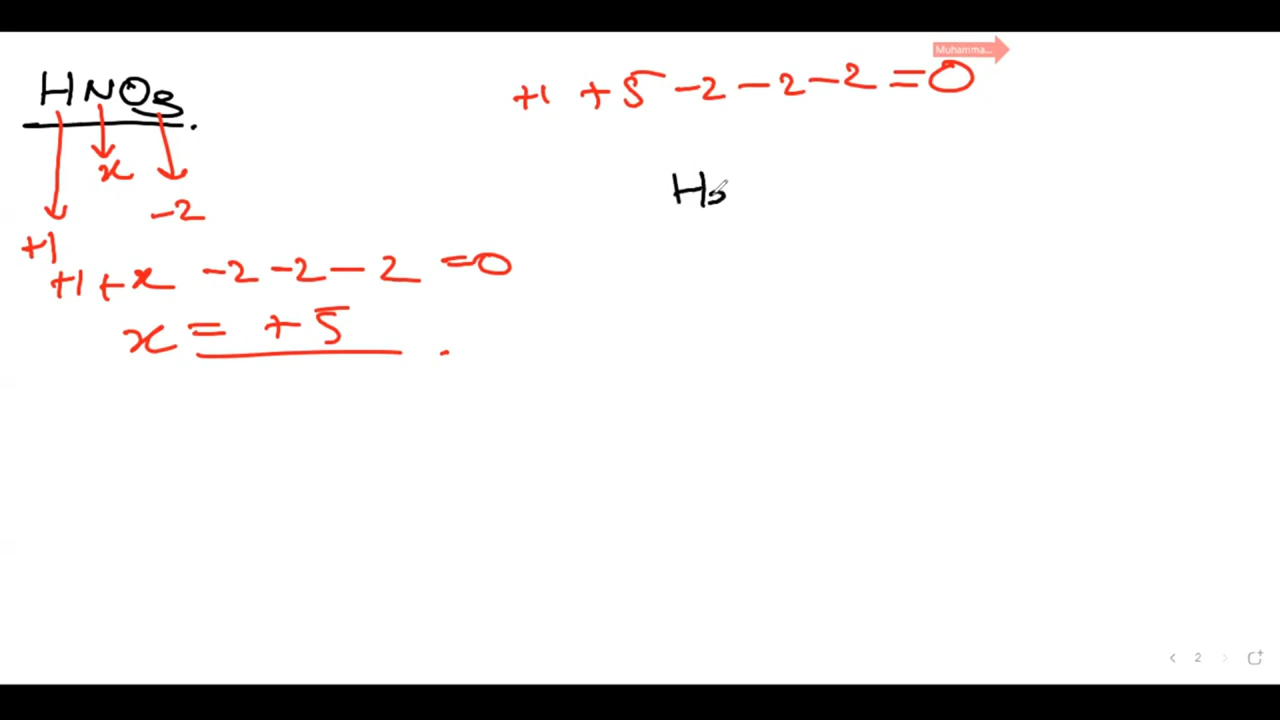 HNO3.
x
-2
+1
+1 +x -2 -2 - 2 = 0
x = +5.
Muhamma...
+1 +5 -2 -2 -2 = 0
H
2